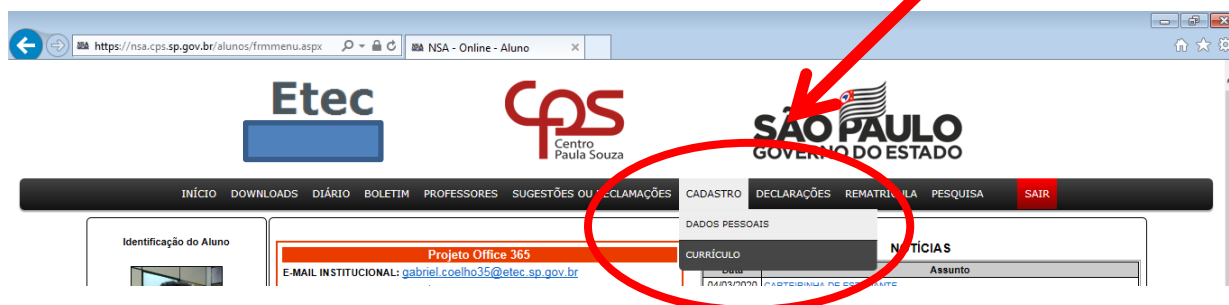 https://nsa.cps.sp.gov.br/alunos/frmmenu.aspx
NSA - Online - Aluno
Etec
CPS
Centro
Paula Souza
SÃO PAULO
GOVERNO DO ESTADO
INÍCIO DOWNLOADS DIÁRIO BOLETIM PROFESSORES SUGESTÕES OU RECLAMAÇÕES CADASTRO DECLARAÇÕES REMATRICULA PESQUISA SAIR
DADOS PESSOAIS
CURRÍCULO
Identificação do Aluno
Projeto Office 365
E-MAIL INSTITUCIONAL: gabriel.coelho35@etec.sp.gov.br
NOTÍCIAS
Data Assunto
04/03/2020 CARTEIRINHA DE ESTUDANTE